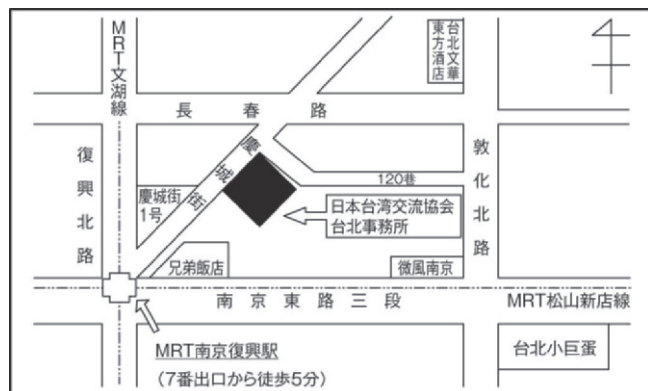 MRT文湖線
台北文華
東方酒店
長春路
復興北路
慶城街
敦化北路
120巷
慶城街
1号
日本台湾交流協会
台北事務所
兄弟飯店
微風南京
南京東路三段
MRT松山新店線
MRT南京復興駅
(7番出口から徒歩5分)
台北小巨蛋